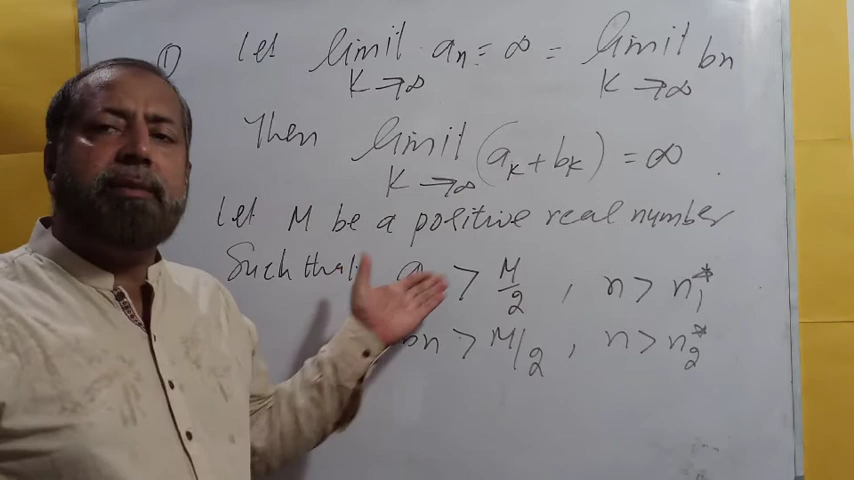 ① Let limit aₙ = ∞ = limit bn
K → ∞ K → ∞
Then limit (aₖ + bₖ) = ∞
K → ∞
Let M be a positive real number
Such that a > M/2 , n > n₁*
bn > M/2 , n > n₂*